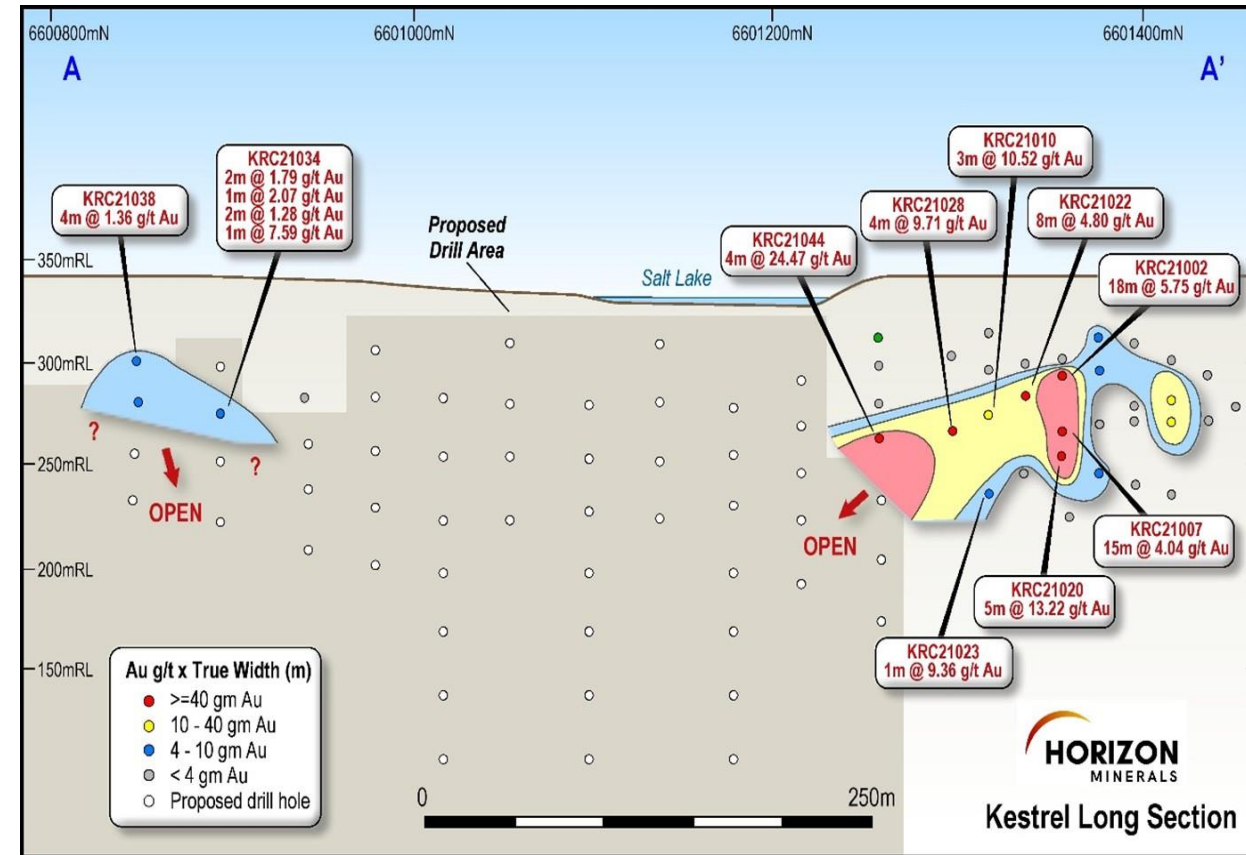 6600800mN
6601000mN
6601200mN
6601400mN
A
A'
KRC21010
3m @ 10.52 g/t Au
KRC21034
2m @ 1.79 g/t Au
1m @ 2.07 g/t Au
2m @ 1.28 g/t Au
1m @ 7.59 g/t Au
KRC21038
4m @ 1.36 g/t Au
KRC21028
4m @ 9.71 g/t Au
KRC21022
8m @ 4.80 g/t Au
Proposed
Drill Area
KRC21044
4m @ 24.47 g/t Au
KRC21002
18m @ 5.75 g/t Au
Salt Lake
350mRL
300mRL
250mRL
200mRL
150mRL
?
?
OPEN
OPEN
KRC21007
15m @ 4.04 g/t Au
KRC21020
5m @ 13.22 g/t Au
KRC21023
1m @ 9.36 g/t Au
Au g/t x True Width (m)
>=40 gm Au
10 - 40 gm Au
4 - 10 gm Au
< 4 gm Au
Proposed drill hole
0
250m
HORIZON
MINERALS
Kestrel Long Section